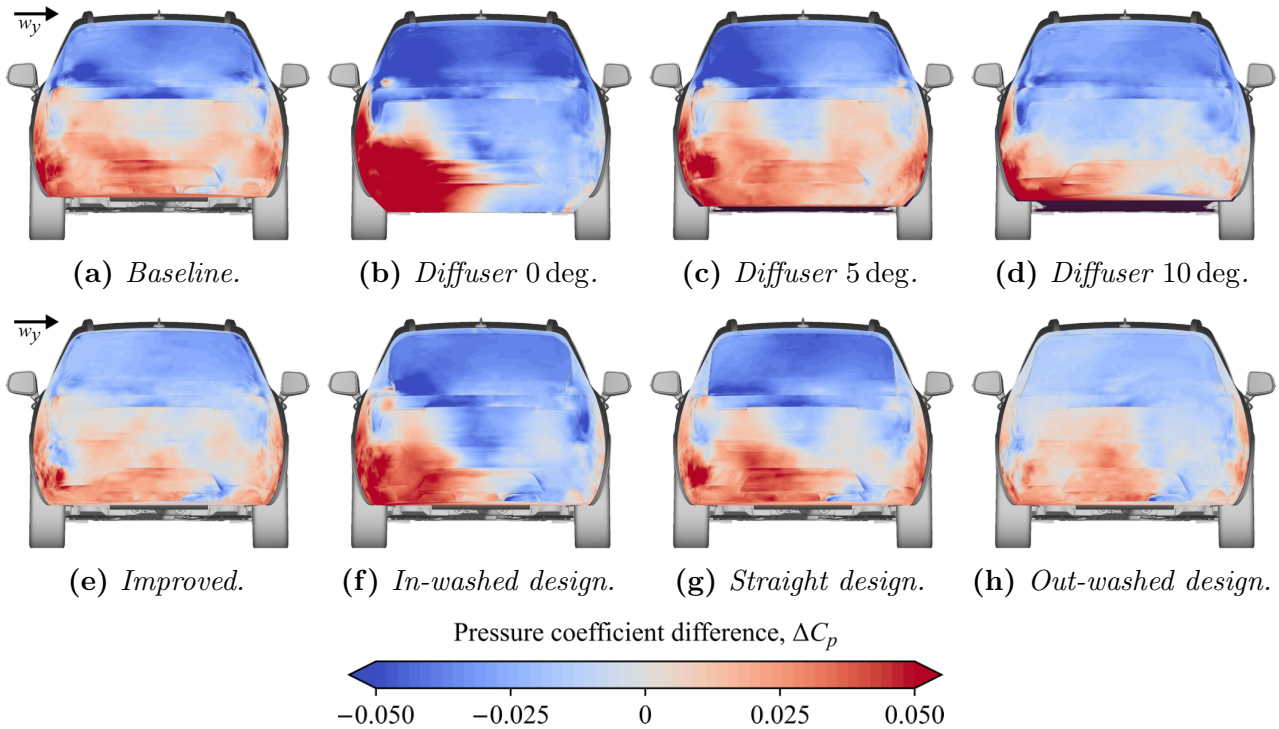 w_y
(a) Baseline.
(b) Diffuser 0 deg.
(c) Diffuser 5 deg.
(d) Diffuser 10 deg.
w_y
(e) Improved.
(f) In-washed design.
(g) Straight design.
(h) Out-washed design.
Pressure coefficient difference, ΔC_p
−0.050 −0.025 0 0.025 0.050